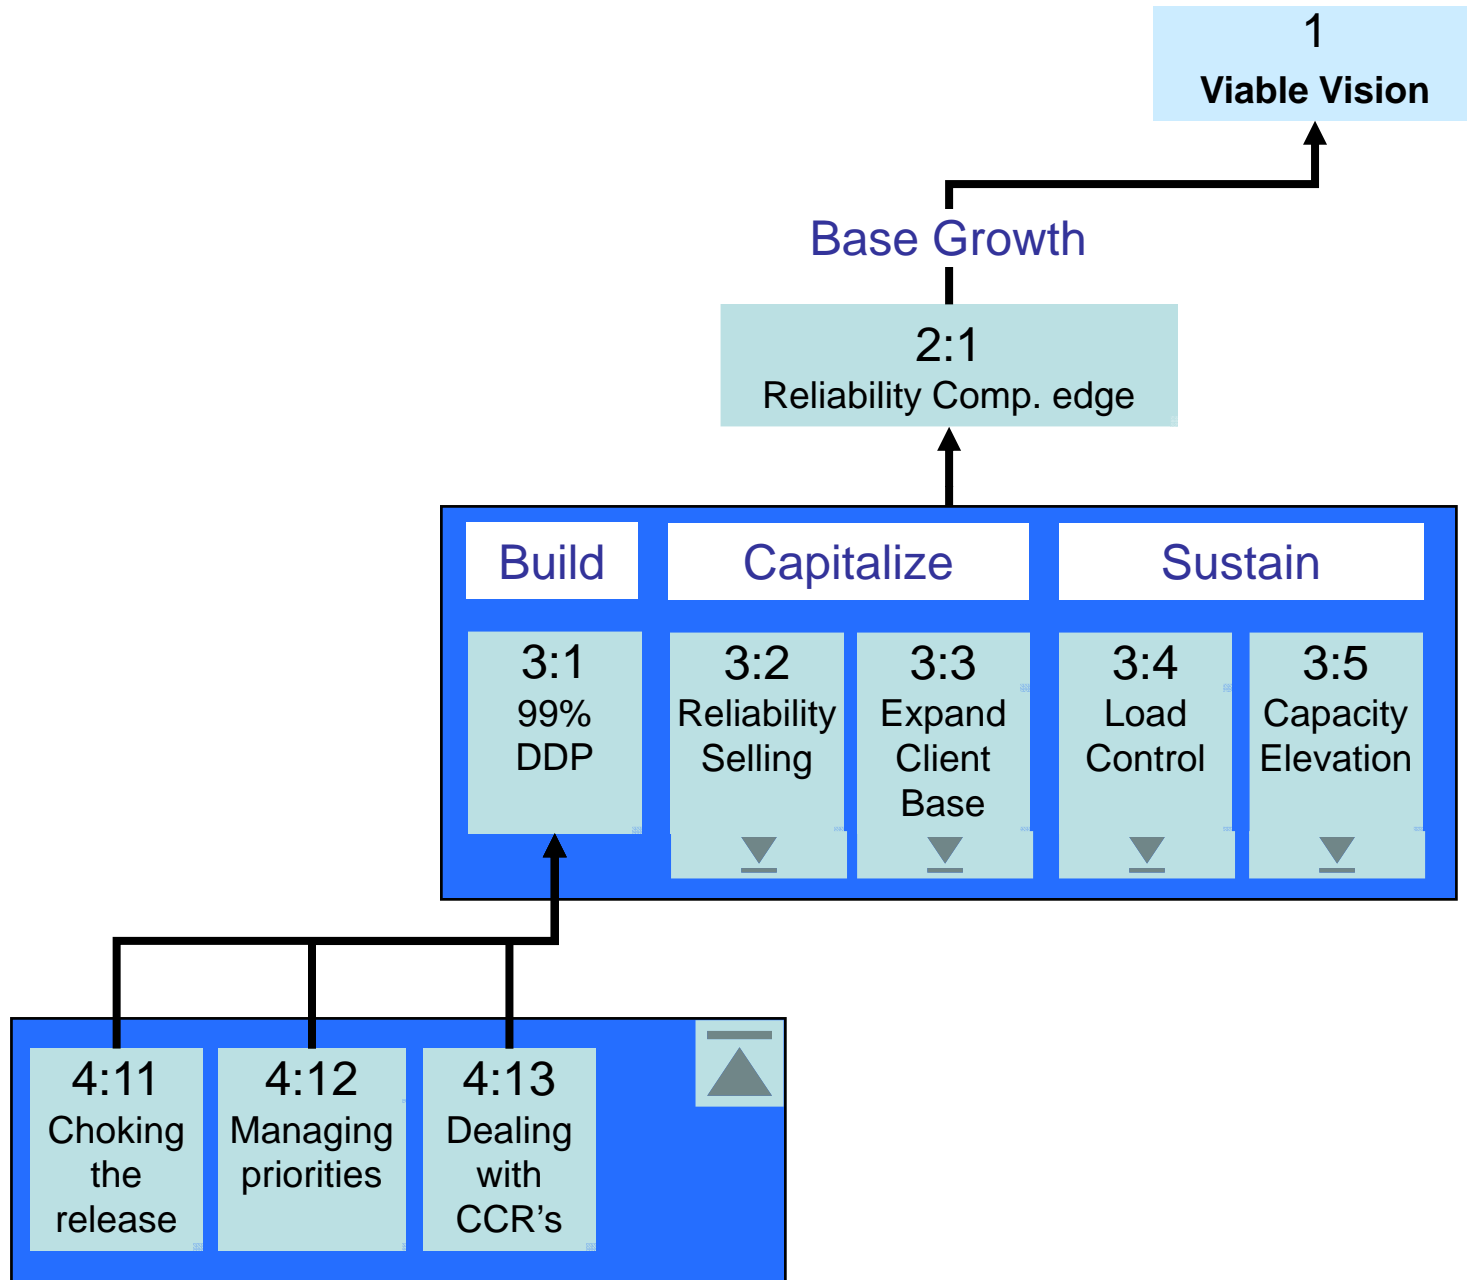 1
Viable Vision
Base Growth
2:1
Reliability Comp. edge
Build
Capitalize
Sustain
3:1
99%
DDP
3:2
Reliability
Selling
3:3
Expand
Client
Base
3:4
Load
Control
3:5
Capacity
Elevation
4:11
Choking
the
release
4:12
Managing
priorities
4:13
Dealing
with
CCR's